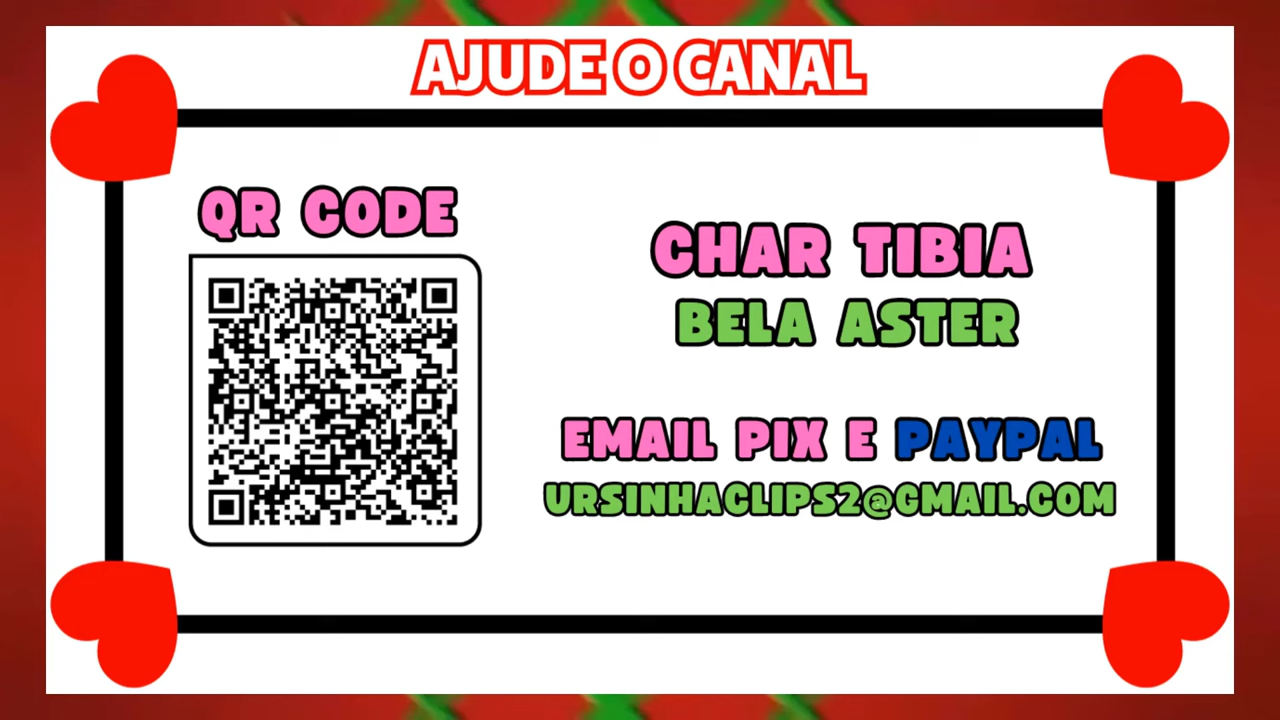 AJUDE O CANAL
QR CODE
CHAR TIBIA
BELA ASTER
EMAIL PIX E PAYPAL
URSINHACLIPS2@GMAIL.COM